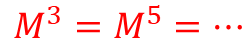 M³ = M⁵ = ⋯